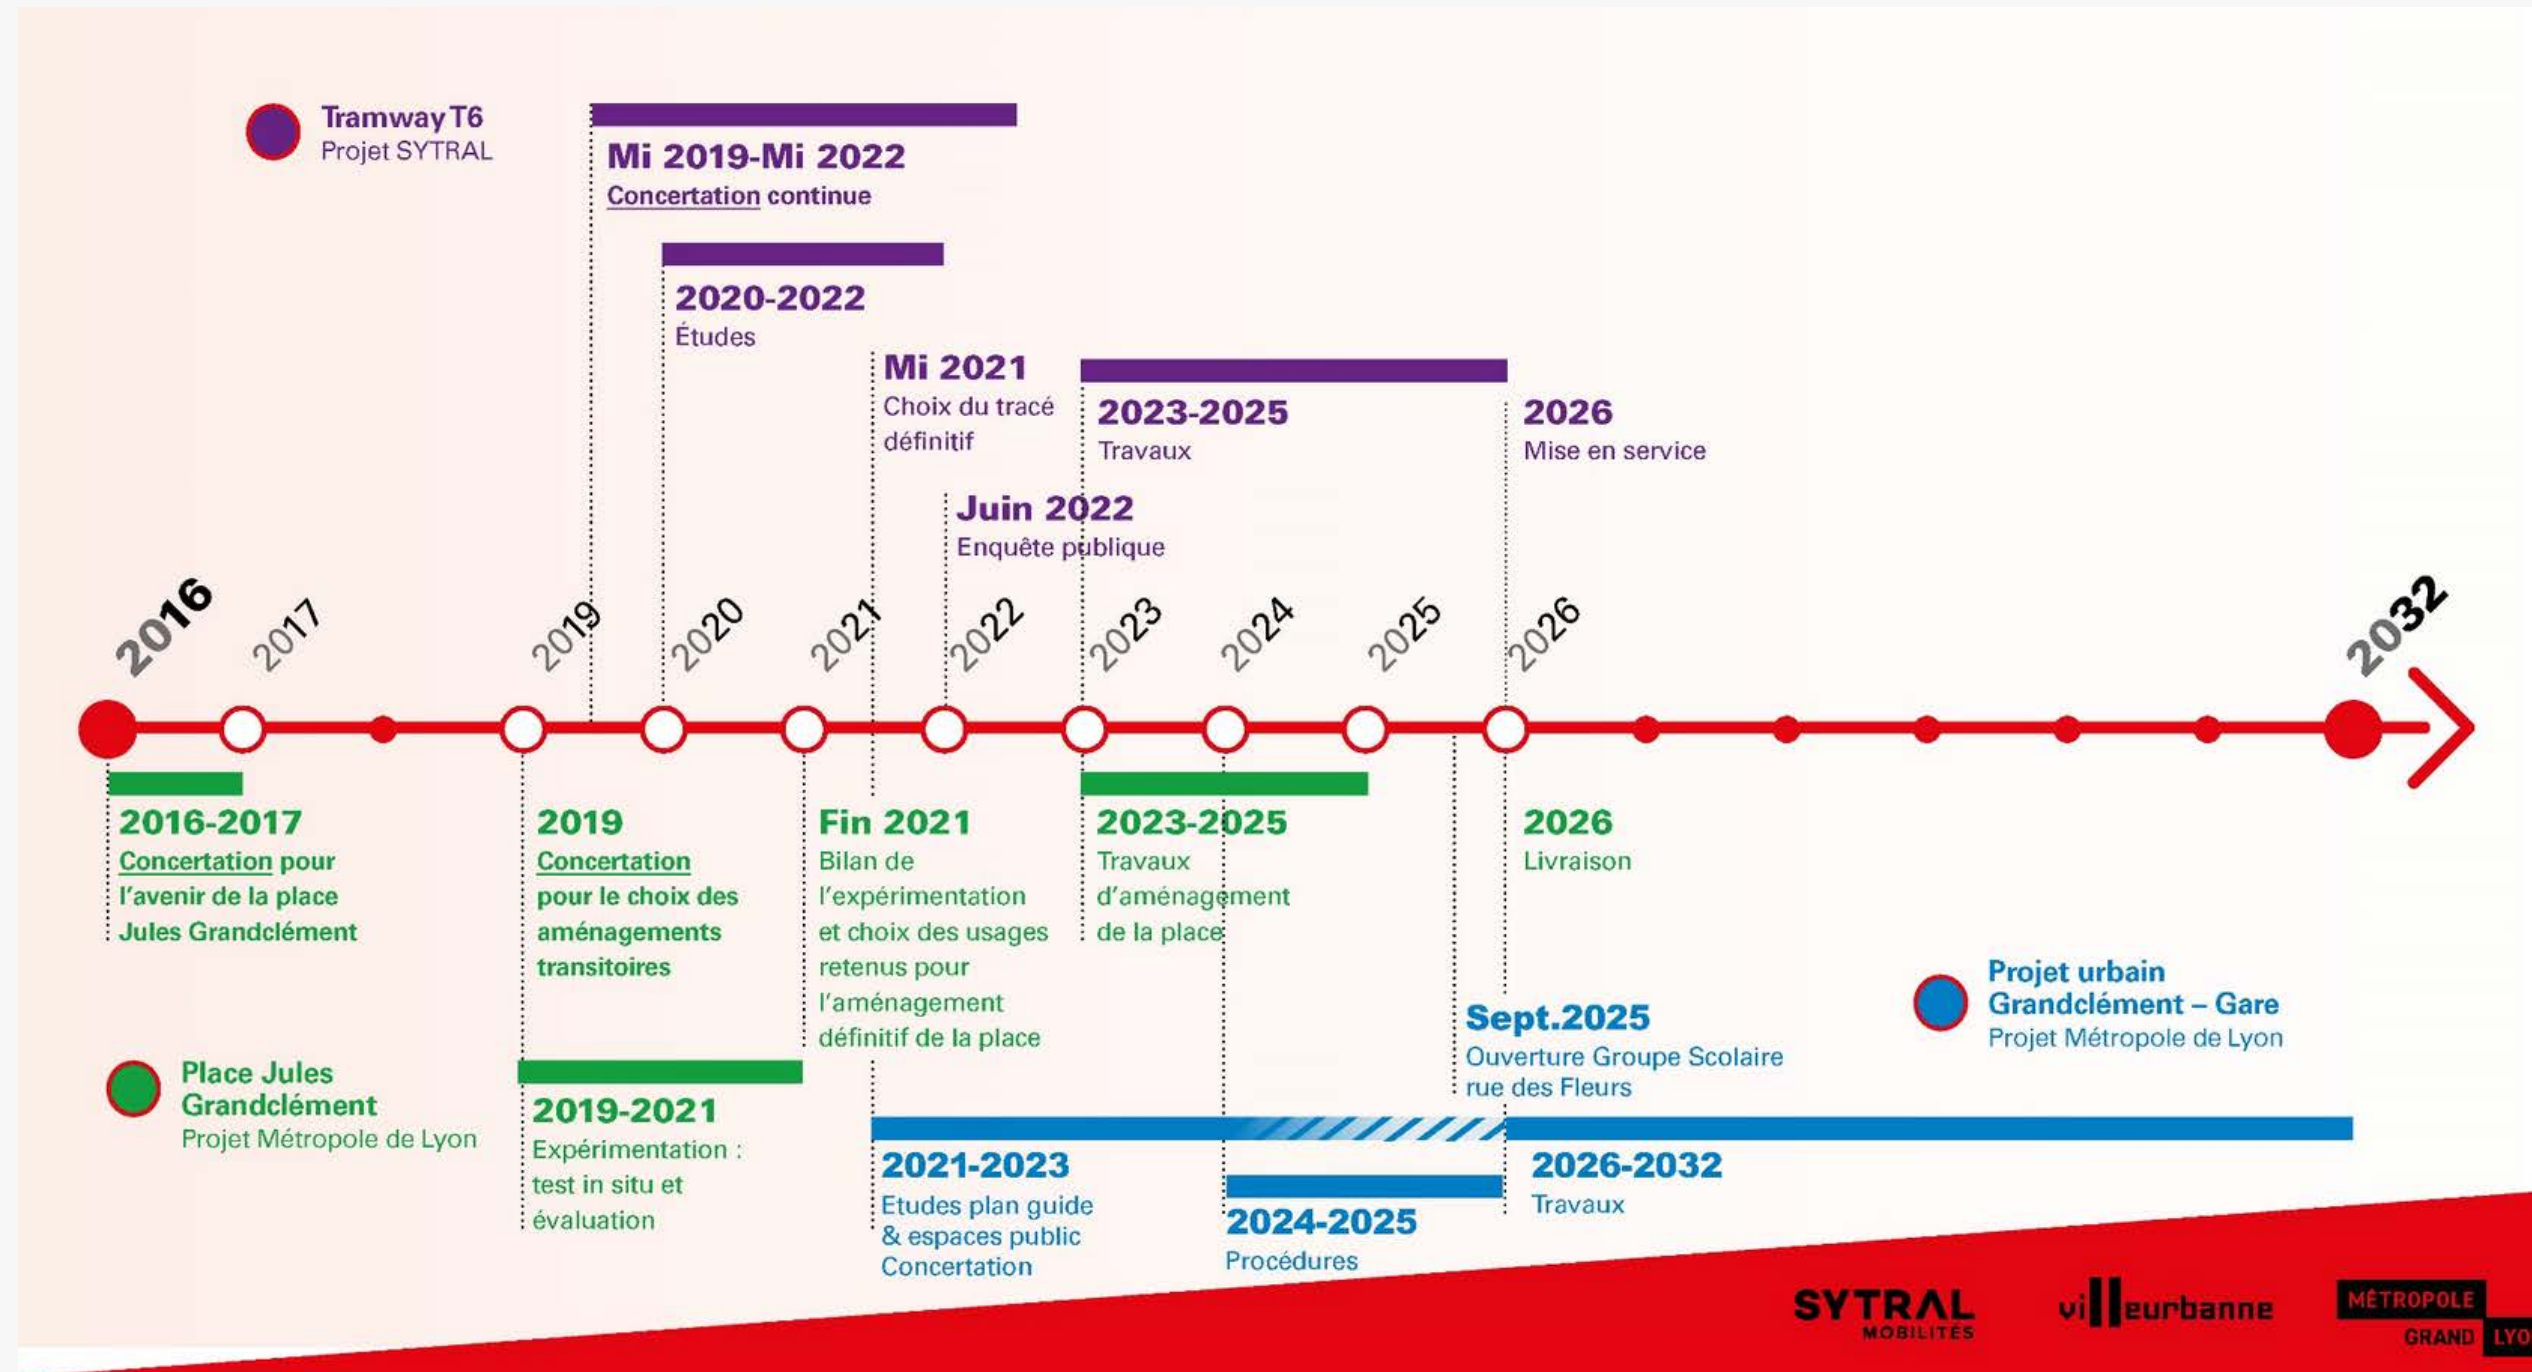 Tramway T6
Projet SYTRAL
Mi 2019-Mi 2022
Concertation continue
2020-2022
Études
Mi 2021
Choix du tracé
définitif
2023-2025
Travaux
2026
Mise en service
Juin 2022
Enquête publique
2016
2017
2019
2020
2021
2022
2023
2024
2025
2026
2032
2016-2017
Concertation pour
l'avenir de la place
Jules Grandclément
2019
Concertation
pour le choix des
aménagements
transitoires
Fin 2021
Bilan de
l'expérimentation
et choix des usages
retenus pour
l'aménagement
définitif de la place
2023-2025
Travaux
d'aménagement
de la place
2026
Livraison
Place Jules
Grandclément
Projet Métropole de Lyon
2019-2021
Expérimentation :
test in situ et
évaluation
Sept.2025
Ouverture Groupe Scolaire
rue des Fleurs
Projet urbain
Grandclément – Gare
Projet Métropole de Lyon
2021-2023
Etudes plan guide
& espaces public
Concertation
2024-2025
Procédures
2026-2032
Travaux
SYTRAL
MOBILITÉS
villeurbanne
MÉTROPOLE
GRAND LYO